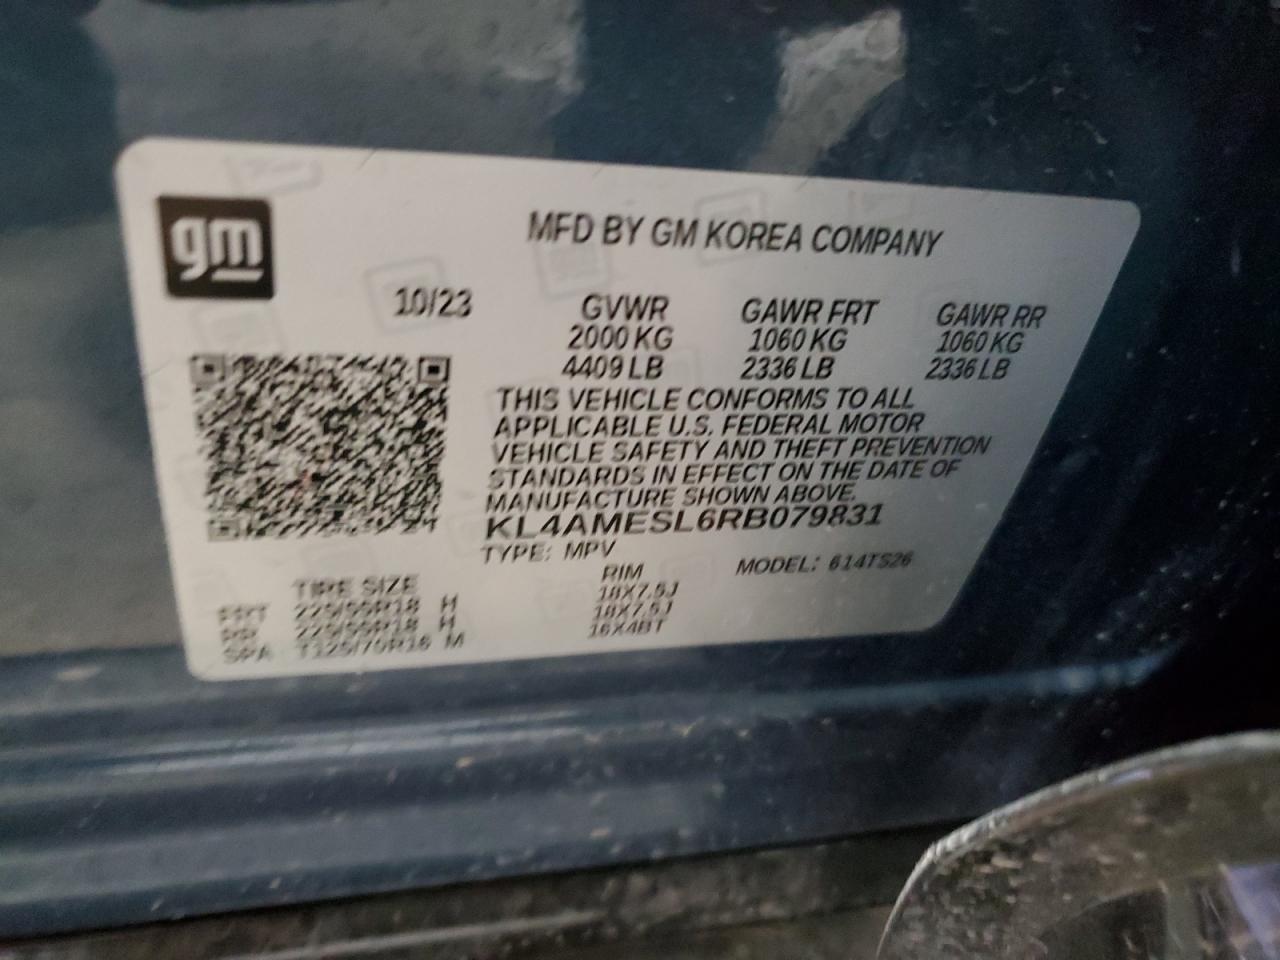 gm
MFD BY GM KOREA COMPANY
10/23 GVWR GAWR FRT GAWR RR
2000 KG 1060 KG 1060 KG
4409 LB 2336 LB 2336 LB
THIS VEHICLE CONFORMS TO ALL
APPLICABLE U.S. FEDERAL MOTOR
VEHICLE SAFETY AND THEFT PREVENTION
STANDARDS IN EFFECT ON THE DATE OF
MANUFACTURE SHOWN ABOVE.
KL4AMESL6RB079831
TYPE: MPV MODEL: 614TS26
TIRE SIZE RIM
FRT 225/55R18 H 18X7.5J
RR 225/55R18 H 18X7.5J
SPA T125/70R16 M 16X4BT